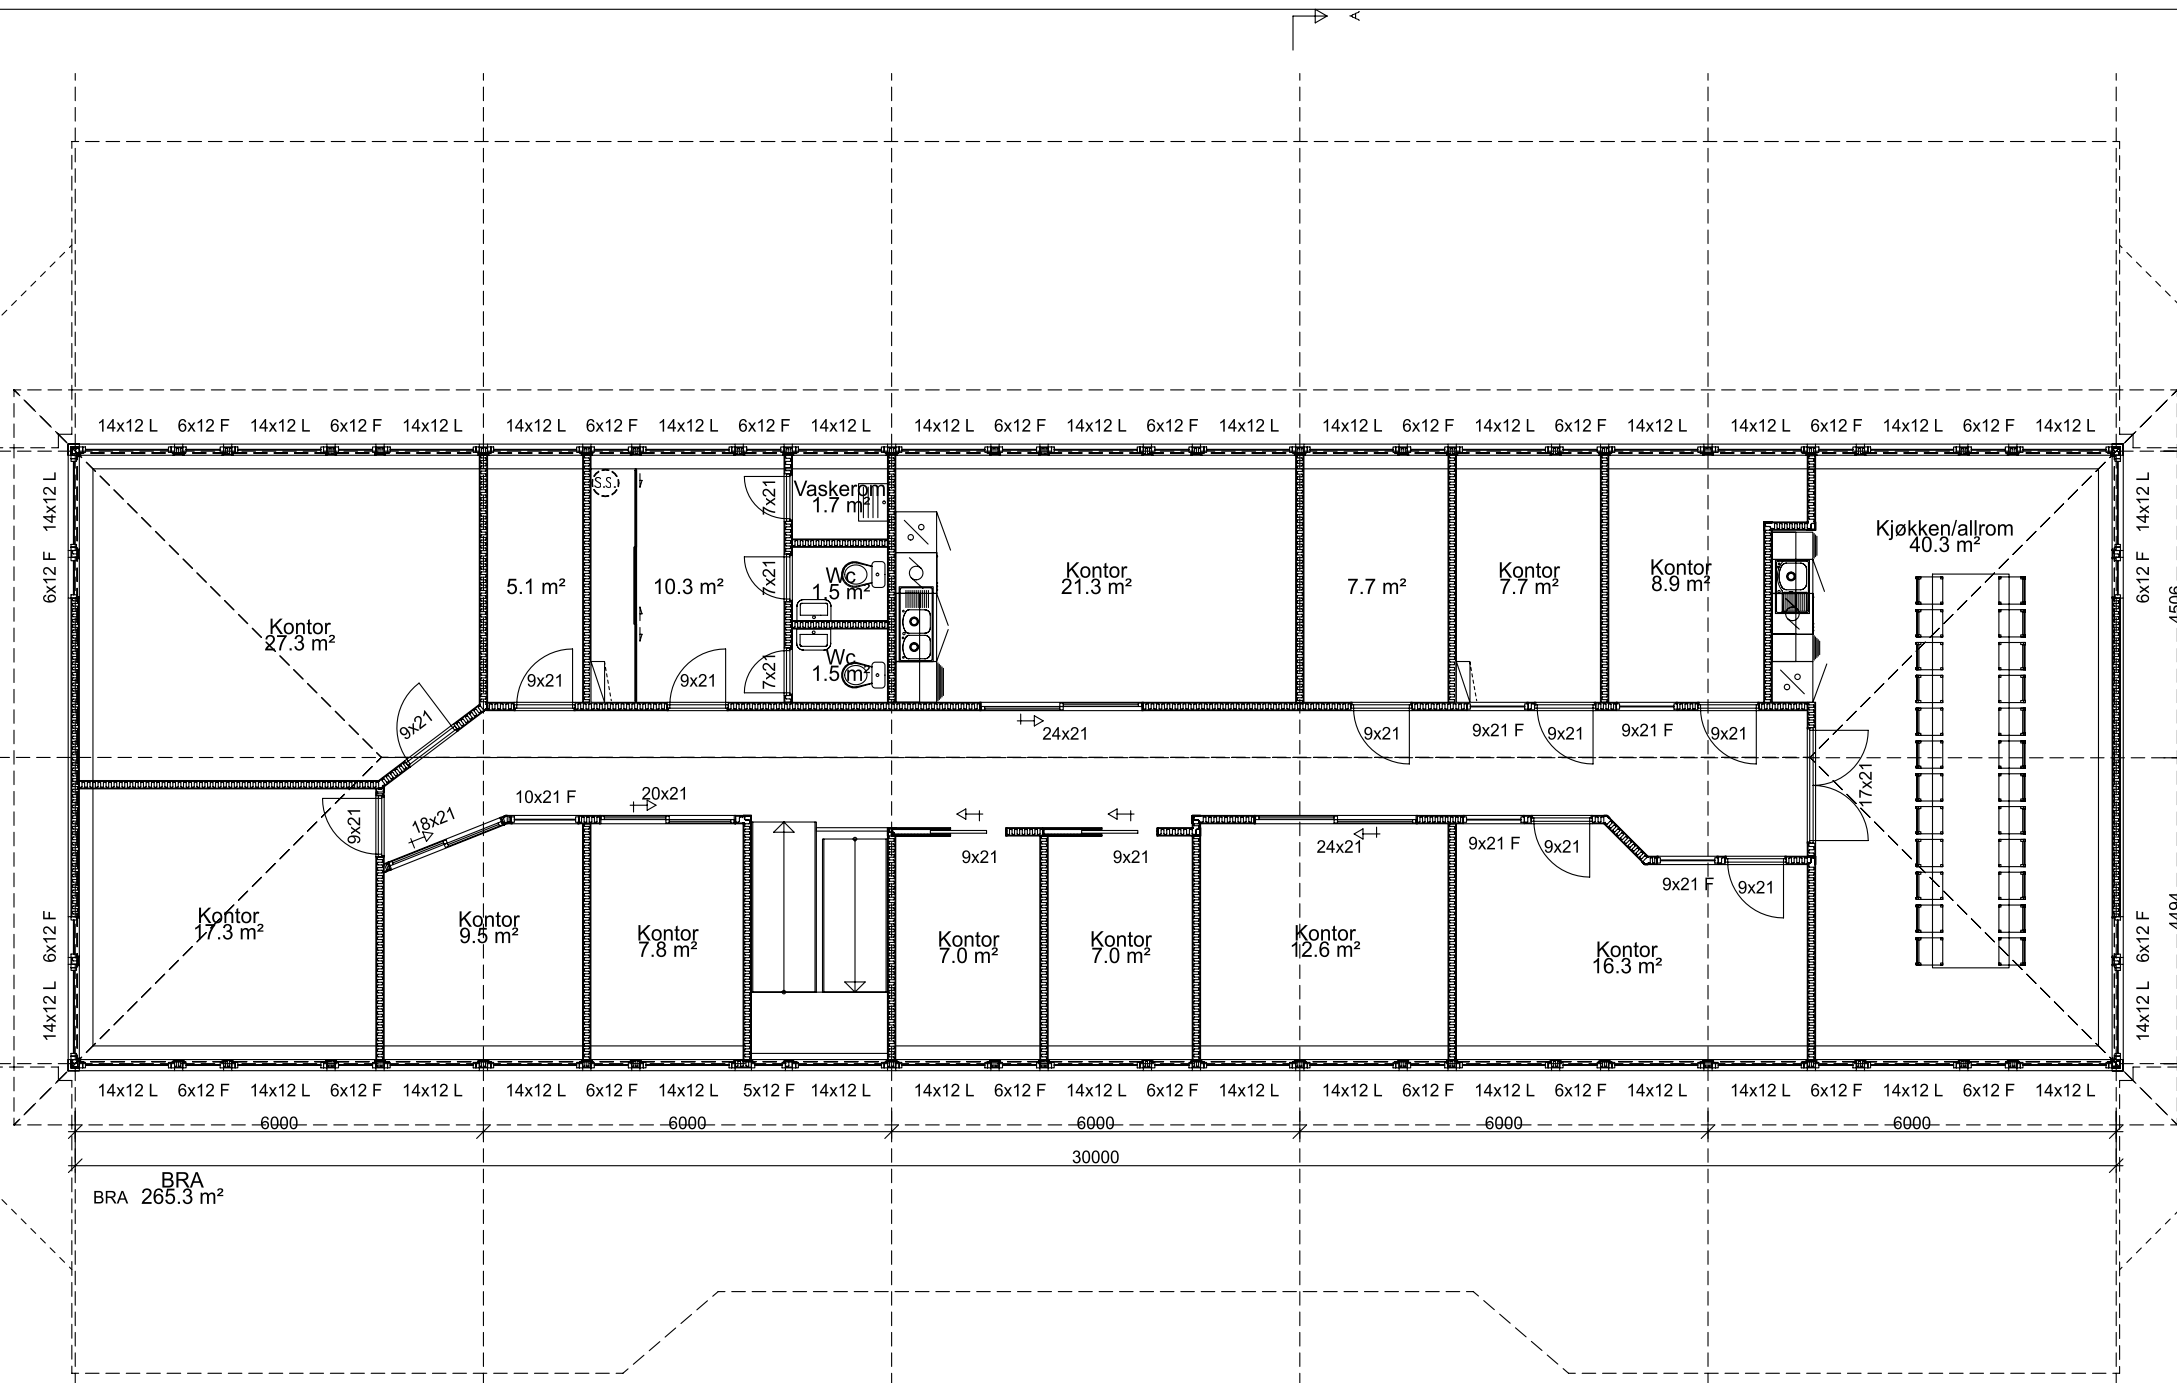 A
14x12 L 6x12 F 14x12 L 6x12 F 14x12 L 14x12 L 6x12 F 14x12 L 6x12 F 14x12 L 14x12 L 6x12 F 14x12 L 6x12 F 14x12 L 14x12 L 6x12 F 14x12 L 6x12 F 14x12 L 14x12 L 6x12 F 14x12 L 6x12 F 14x12 L
14x12 L
6x12 F
S.S.
7x21
Vaskerom
1.7 m²
7x21
Wc
1.5 m²
7x21
Wc
1.5 m²
Kontor
27.3 m²
5.1 m²
10.3 m²
Kontor
21.3 m²
7.7 m²
Kontor
7.7 m²
Kontor
8.9 m²
Kjøkken/allrom
40.3 m²
14x12 L
6x12 F
4506
9x21
9x21
9x21
24x21
9x21
9x21 F
9x21
9x21 F
9x21
17x21
9x21
18x21
10x21 F
20x21
9x21
9x21
24x21
9x21 F
9x21
9x21 F
9x21
Kontor
17.3 m²
Kontor
9.5 m²
Kontor
7.8 m²
Kontor
7.0 m²
Kontor
7.0 m²
Kontor
12.6 m²
Kontor
16.3 m²
6x12 F
14x12 L
6x12 F
14x12 L
4494
14x12 L 6x12 F 14x12 L 6x12 F 14x12 L 14x12 L 6x12 F 14x12 L 5x12 F 14x12 L 14x12 L 6x12 F 14x12 L 6x12 F 14x12 L 14x12 L 6x12 F 14x12 L 6x12 F 14x12 L 14x12 L 6x12 F 14x12 L 6x12 F 14x12 L
6000 6000 6000 6000 6000
30000
BRA
BRA 265.3 m²